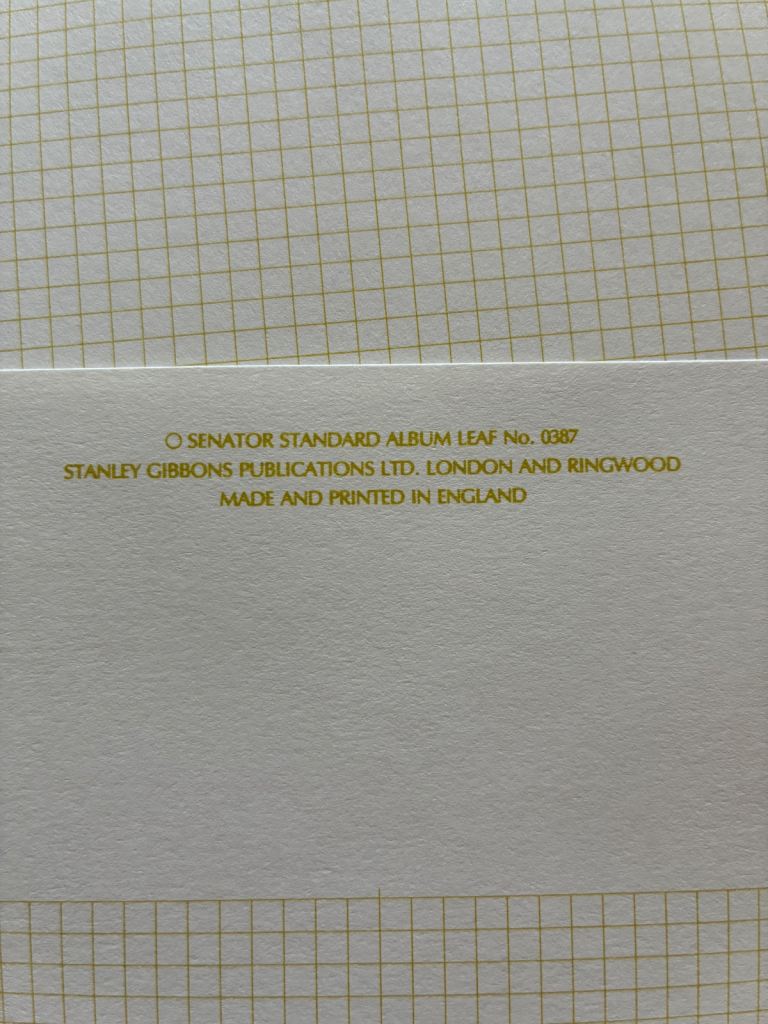 ○ SENATOR STANDARD ALBUM LEAF No. 0387
STANLEY GIBBONS PUBLICATIONS LTD. LONDON AND RINGWOOD
MADE AND PRINTED IN ENGLAND